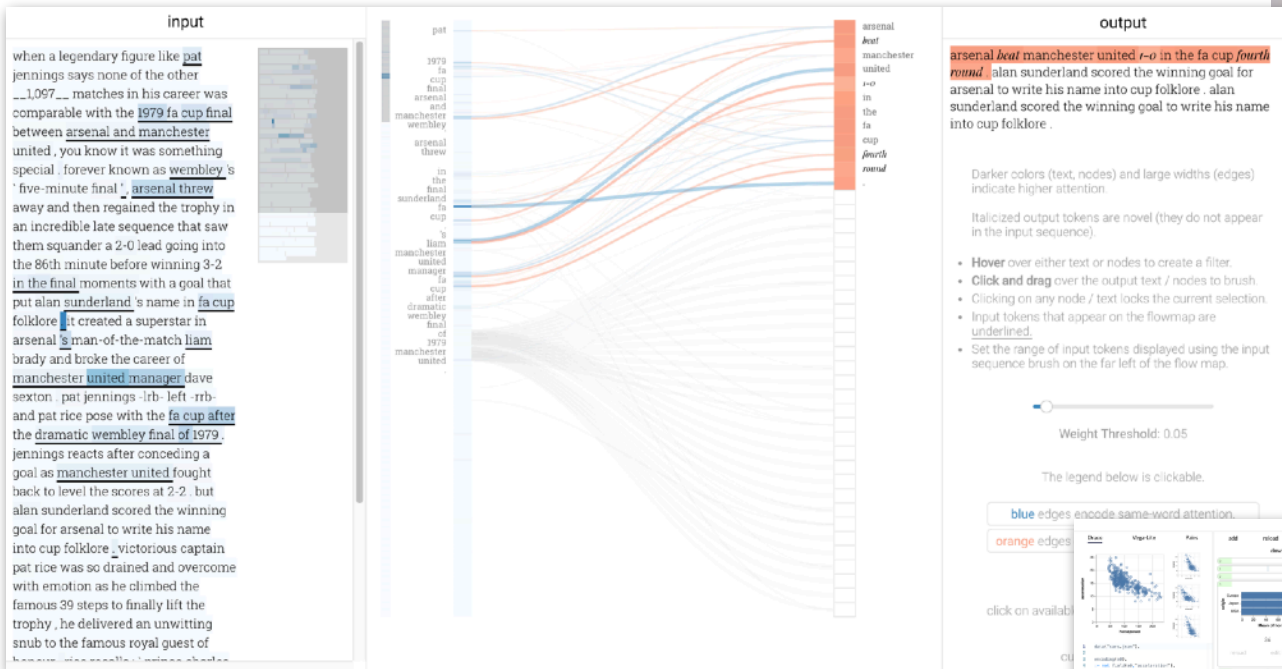 input
when a legendary figure like pat
jennings says none of the other
__1,097__ matches in his career was
comparable with the 1979 fa cup final
between arsenal and manchester
united , you know it was something
special . forever known as wembley 's
' five-minute final ' , arsenal threw
away and then regained the trophy in
an incredible late sequence that saw
them squander a 2-0 lead going into
the 86th minute before winning 3-2
in the final moments with a goal that
put alan sunderland 's name in fa cup
folklore . it created a superstar in
arsenal 's man-of-the-match liam
brady and broke the career of
manchester united manager dave
sexton . pat jennings -lrb- left -rrb-
and pat rice pose with the fa cup after
the dramatic wembley final of 1979 .
jennings reacts after conceding a
goal as manchester united fought
back to level the scores at 2-2 . but
alan sunderland scored the winning
goal for arsenal to write his name
into cup folklore . victorious captain
pat rice was so drained and overcome
with emotion as he climbed the
famous 39 steps to finally lift the
trophy , he delivered an unwitting
snub to the famous royal guest of
pat
1979
fa
cup
final
arsenal
and
manchester
wembley
arsenal
threw
in
the
final
sunderland
fa
cup
.
's
liam
manchester
united
manager
fa
cup
after
dramatic
wembley
final
of
1979
manchester
united
.
arsenal
beat
manchester
united
1-0
in
the
fa
cup
fourth
round
.
output
arsenal beat manchester united 1-0 in the fa cup fourth
round . alan sunderland scored the winning goal for
arsenal to write his name into cup folklore . alan
sunderland scored the winning goal to write his name
into cup folklore .
Darker colors (text, nodes) and large widths (edges)
indicate higher attention.
Italicized output tokens are novel (they do not appear
in the input sequence).
• Hover over either text or nodes to create a filter.
• Click and drag over the output text / nodes to brush.
• Clicking on any node / text locks the current selection.
• Input tokens that appear on the flowmap are
underlined.
• Set the range of input tokens displayed using the input
sequence brush on the far left of the flow map.
Weight Threshold: 0.05
The legend below is clickable.
blue edges encode same-word attention.
orange edges
click on availab
cu
Draco Vega-Lite Pairs
add reload